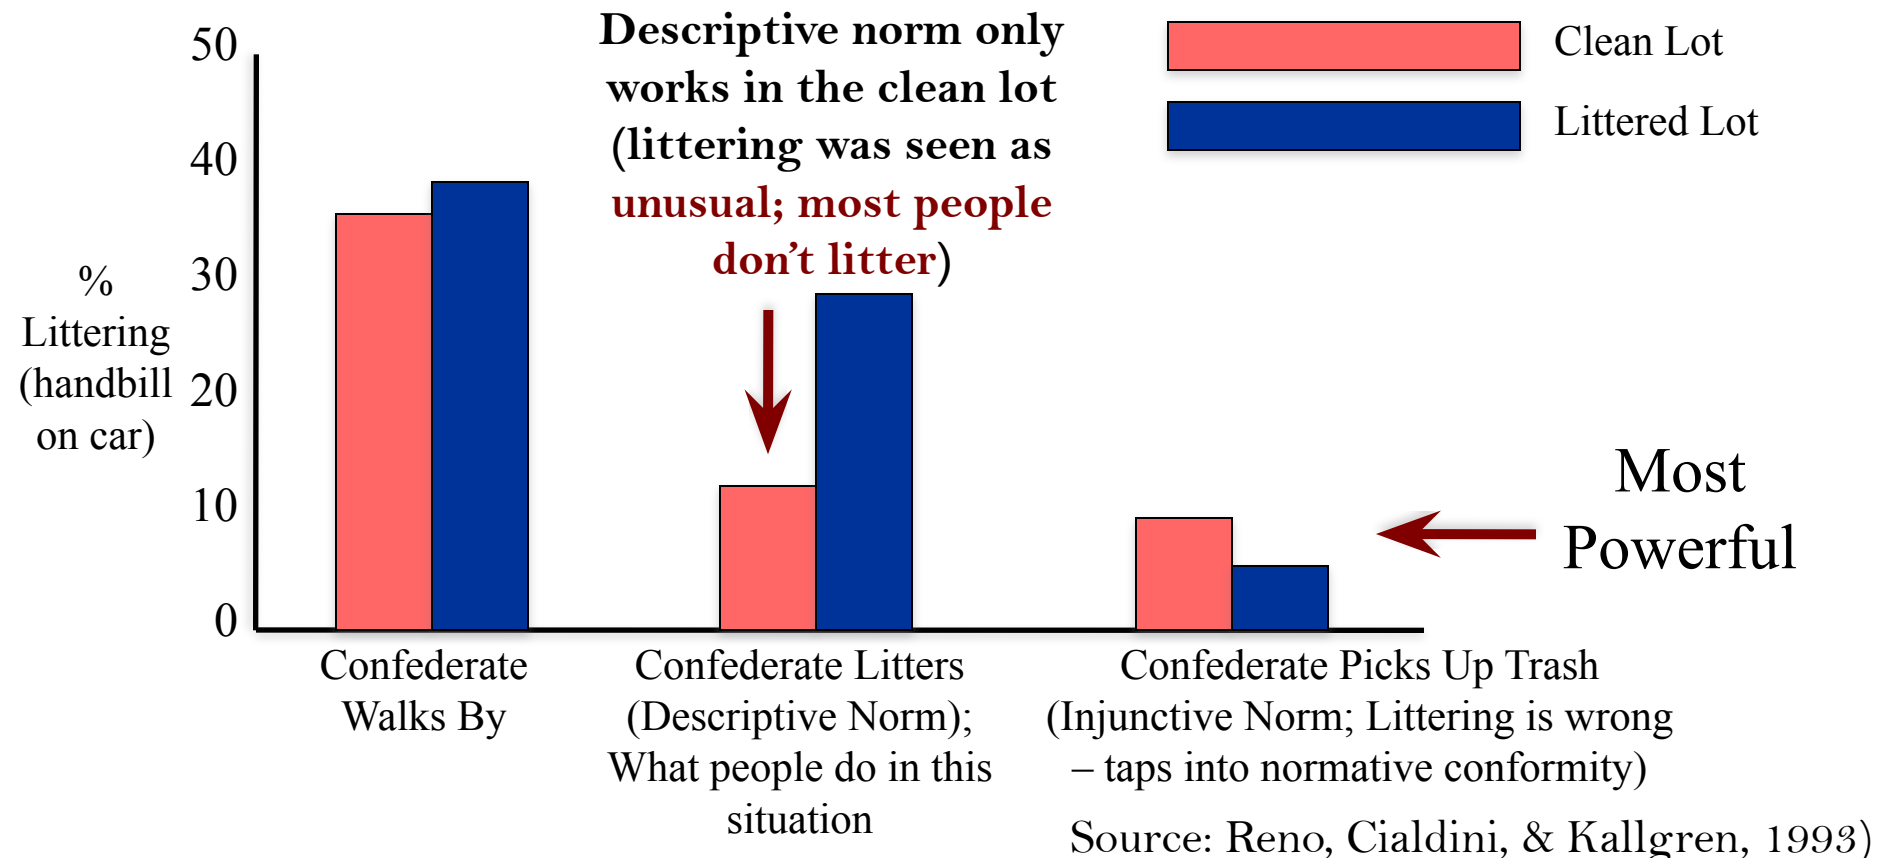 Descriptive norm only
works in the clean lot
(littering was seen as
unusual; most people
don’t litter)
Clean Lot
Littered Lot
50
40
30
20
10
0
%
Littering
(handbill
on car)
Most
Powerful
Confederate
Walks By
Confederate Litters
(Descriptive Norm);
What people do in this
situation
Confederate Picks Up Trash
(Injunctive Norm; Littering is wrong
– taps into normative conformity)
Source: Reno, Cialdini, & Kallgren, 1993)